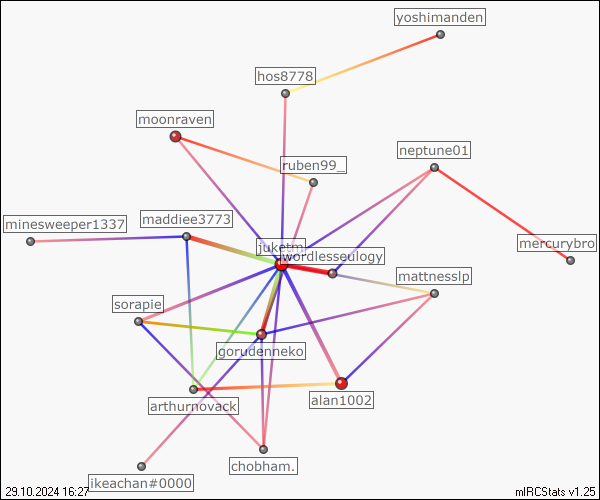 yoshimanden
hos8778
moonraven
neptune01
ruben99_
maddiee3773
minesweeper1337
mercurybro
wordlesseulogy
mattnesslp
sorapie
gorudenneko
alan1002
arthurnovack
chobham.
ikeachan#0000
29.10.2024 16:27
mIRCStats v1.25